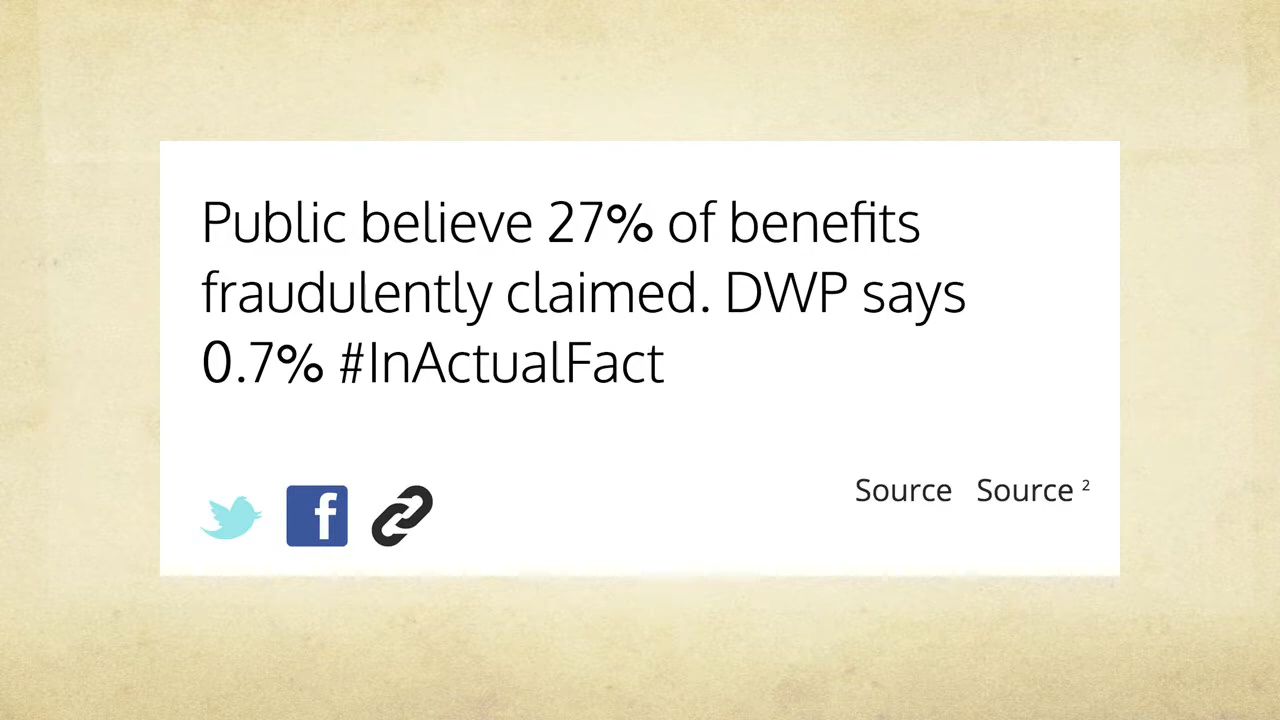 Public believe 27% of benefits
fraudulently claimed. DWP says
0.7% #InActualFact
Source Source ²